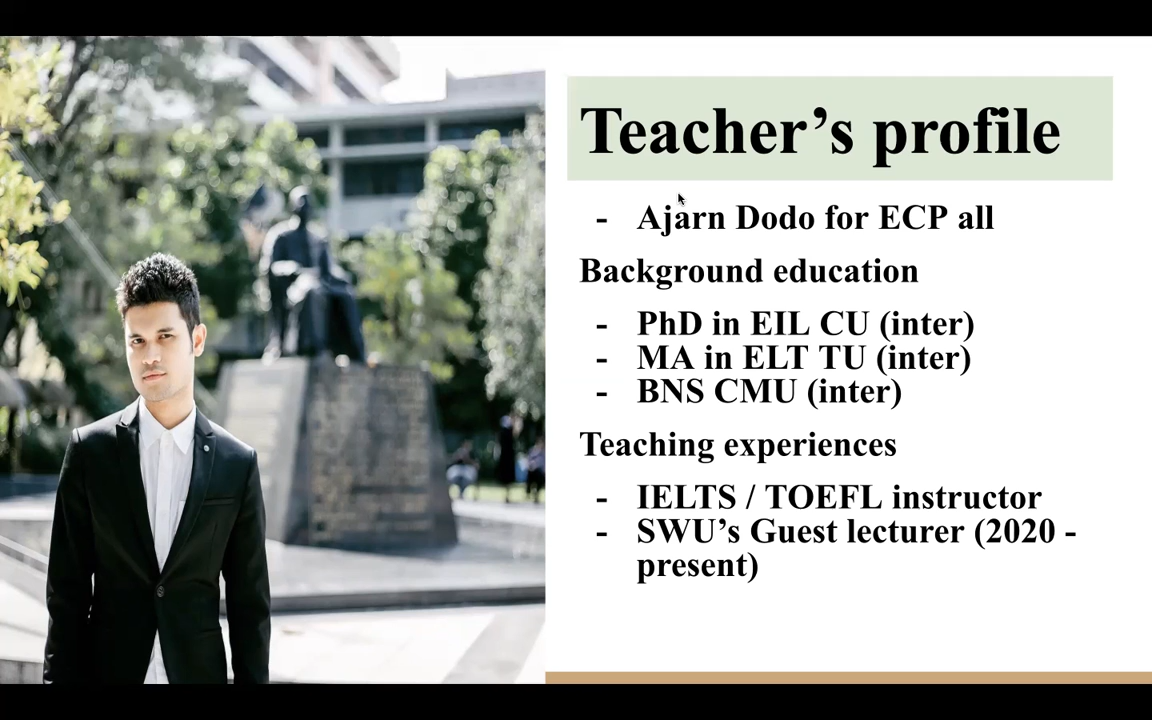 Teacher’s profile
- Ajarn Dodo for ECP all
Background education
- PhD in EIL CU (inter)
- MA in ELT TU (inter)
- BNS CMU (inter)
Teaching experiences
- IELTS / TOEFL instructor
- SWU’s Guest lecturer (2020 -
present)